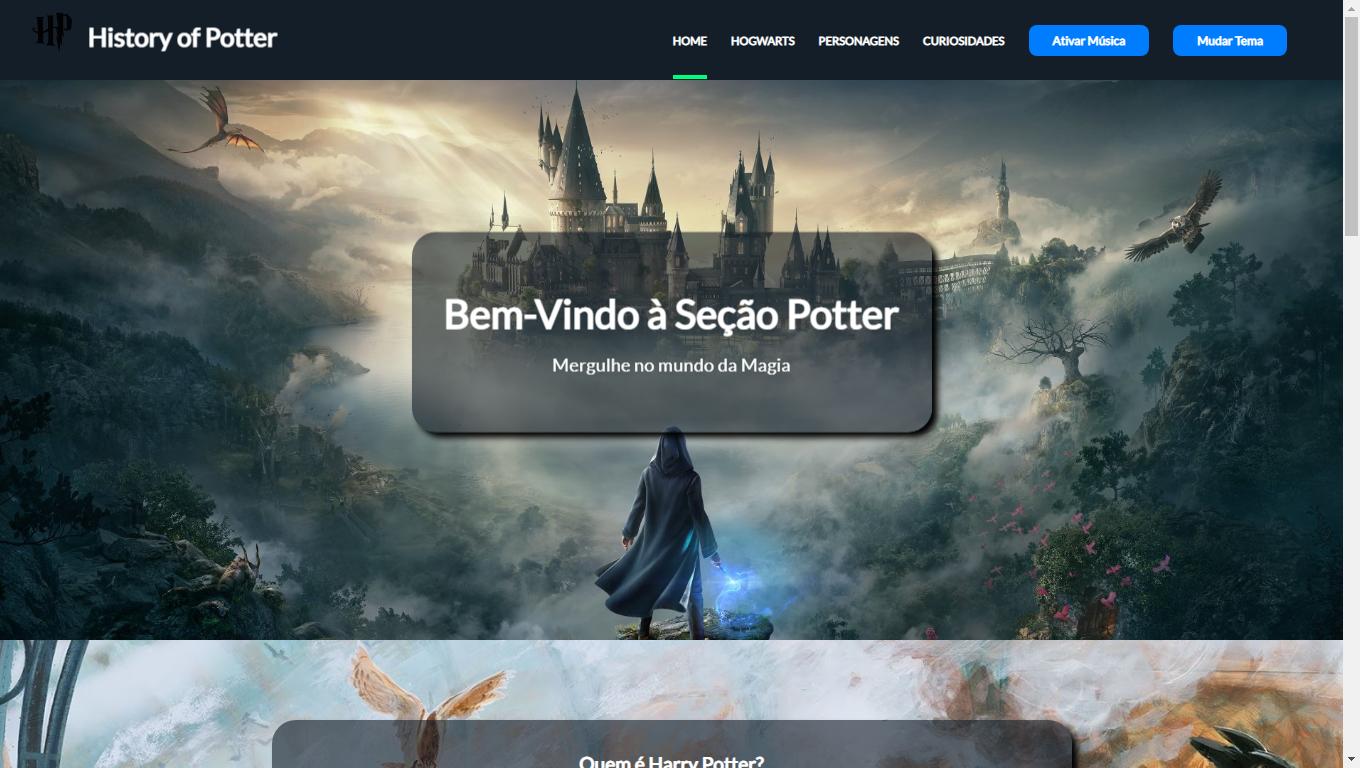 HP
History of Potter
HOME
HOGWARTS
PERSONAGENS
CURIOSIDADES
Ativar Música
Mudar Tema
Bem-Vindo à Seção Potter
Mergulhe no mundo da Magia
Quem é Harry Potter?